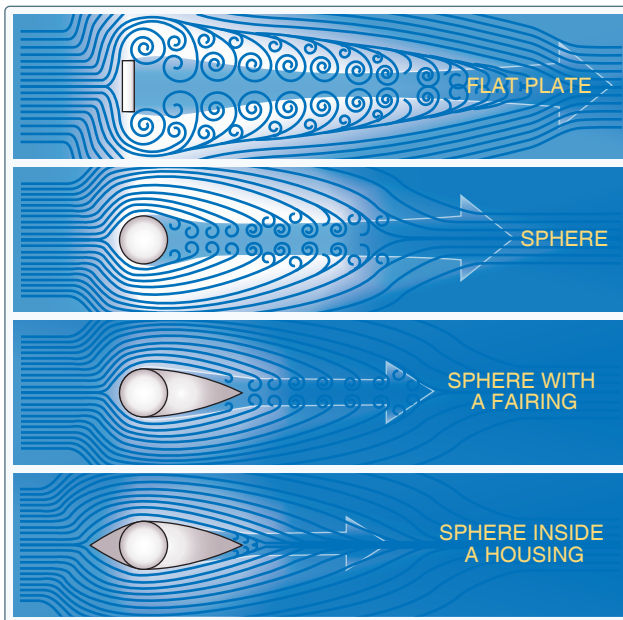 FLAT PLATE
SPHERE
SPHERE WITH
A FAIRING
SPHERE INSIDE
A HOUSING